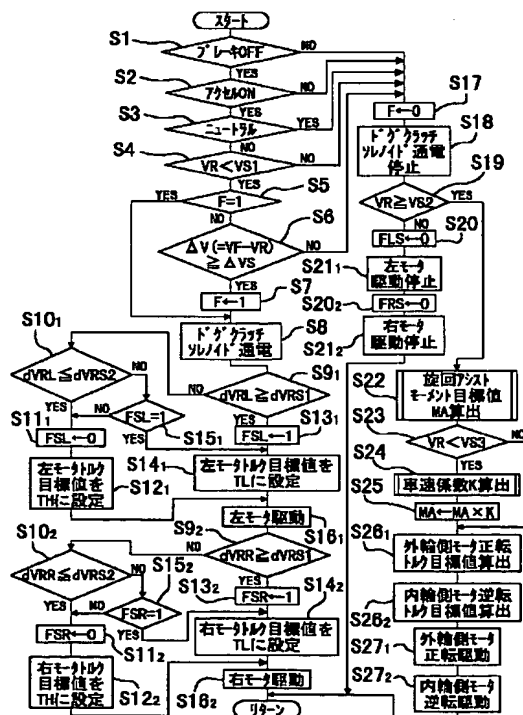 スタート
S1
ブレーキOFF
NO
YES
S2
アクセルON
NO
YES
S3
ニュートラル
YES
NO
S4
VR<VS1
NO
YES
S5
F=1
YES
NO
S6
ΔV(=VF−VR)
≧ΔVS
NO
YES
S7
F←1
S8
ドグクラッチ
ソレノイド通電
S9₁
dVRL≧dVRS1
NO
YES
S10₁
dVRL≦dVRS2
NO
YES
S15₁
FSL=1
NO
YES
S11₁
FSL←0
S12₁
左モータトルク
目標値を
THに設定
S13₁
FSL←1
S14₁
左モータトルク目標値を
TLに設定
S16₁
左モータ駆動
S9₂
dVRR≧dVRS1
NO
YES
S10₂
dVRR≦dVRS2
NO
YES
S15₂
FSR=1
NO
YES
S11₂
FSR←0
S12₂
右モータトルク
目標値を
THに設定
S13₂
FSR←1
S14₂
右モータトルク目標値を
TLに設定
S16₂
右モータ駆動
リターン
S17
F←0
S18
ドグクラッチ
ソレノイド通電
停止
S19
VR≧VS2
YES
NO
S20
FLS←0
S21₁
左モータ
駆動停止
S20₂
FRS←0
S21₂
右モータ
駆動停止
S22
旋回アシスト
モーメント目標値
MA算出
S23
VR<VS3
NO
YES
S24
車速係数K算出
S25
MA←MA×K
S26₁
外輪側モータ正転
トルク目標値算出
S26₂
内輪側モータ逆転
トルク目標値算出
S27₁
外輪側モータ
正転駆動
S27₂
内輪側モータ
逆転駆動